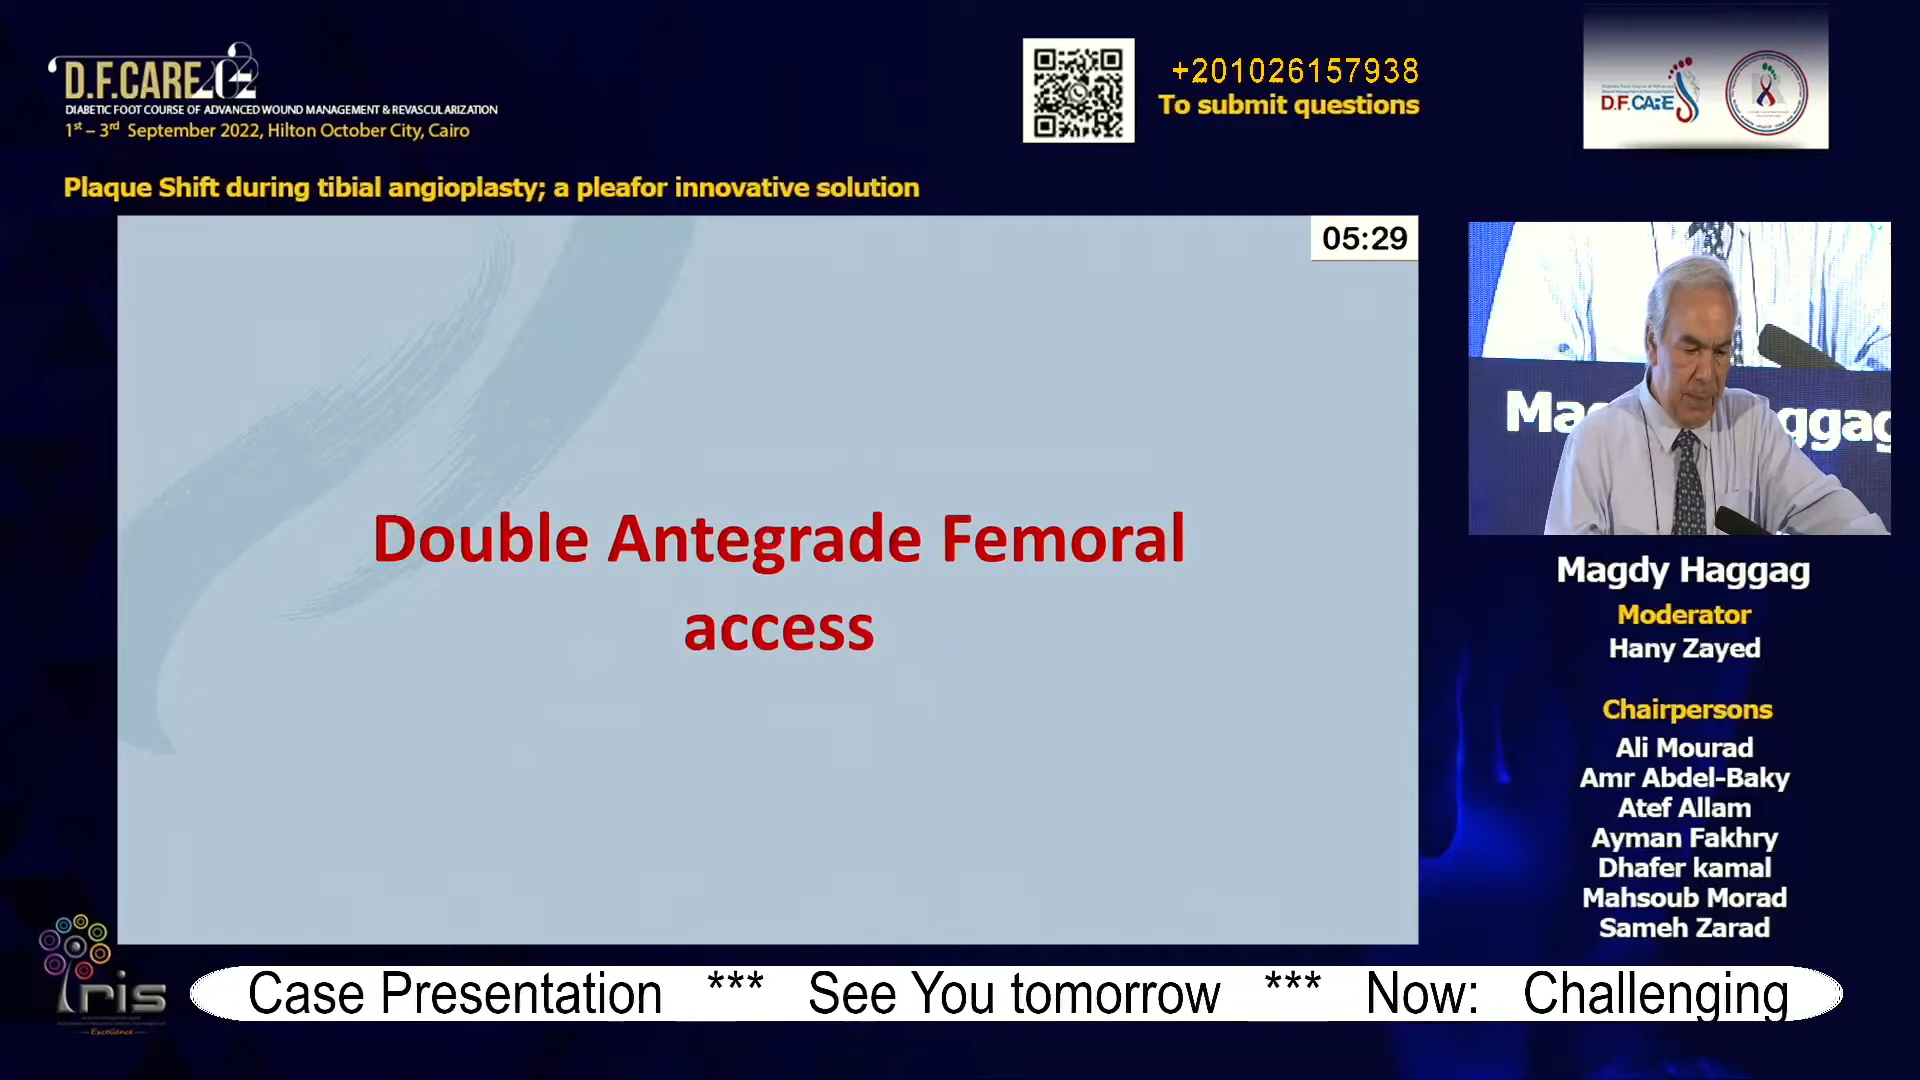 D.F.CARE
DIABETIC FOOT COURSE OF ADVANCED WOUND MANAGEMENT & REVASCULARIZATION
1st – 3rd September 2022, Hilton October City, Cairo
+201026157938
To submit questions
D.F.CARE
Plaque Shift during tibial angioplasty; a pleafor innovative solution
05:29
Double Antegrade Femoral
access
Ma ggag
Magdy Haggag
Moderator
Hany Zayed
Chairpersons
Ali Mourad
Amr Abdel-Baky
Atef Allam
Ayman Fakhry
Dhafer kamal
Mahsoub Morad
Sameh Zarad
iris
Excellence
Case Presentation *** See You tomorrow *** Now: Challenging